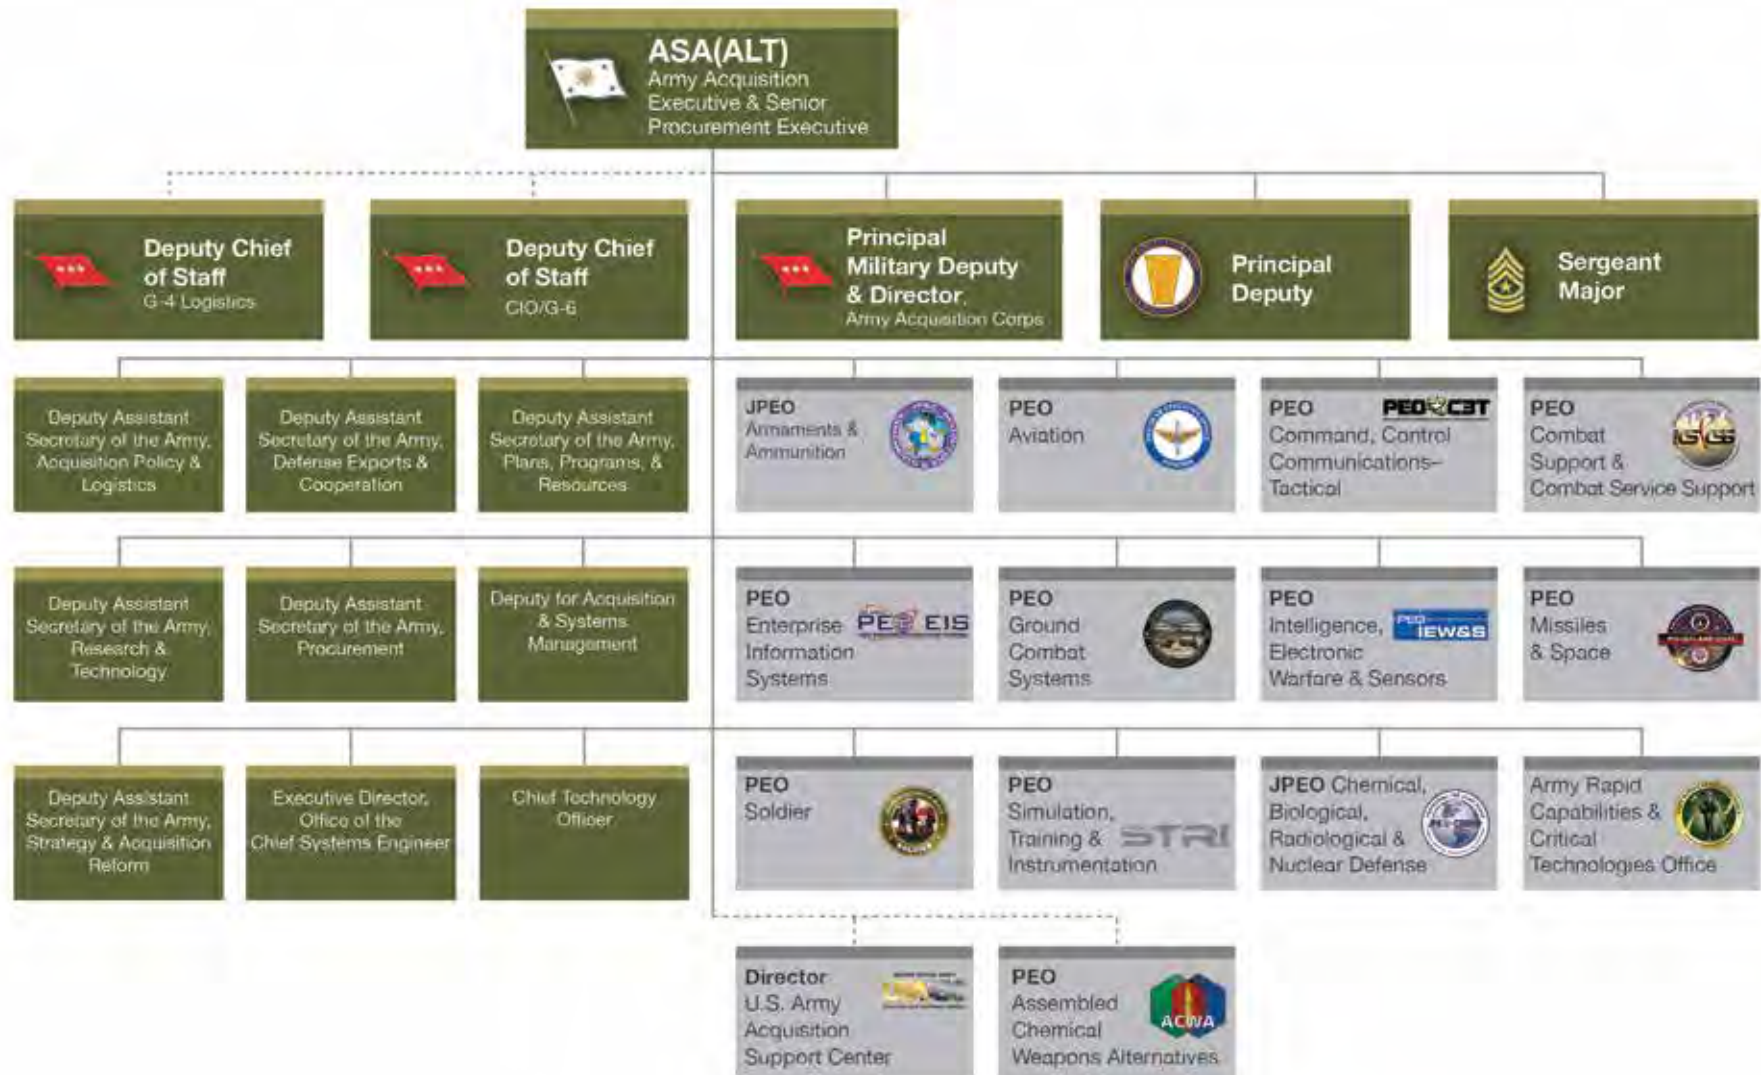 ASA(ALT)
Army Acquisition
Executive & Senior
Procurement Executive
Deputy Chief
of Staff
G-4 Logistics
Deputy Chief
of Staff
CIO/G-6
Principal
Military Deputy
& Director,
Army Acquisition Corps
Principal
Deputy
Sergeant
Major
Deputy Assistant
Secretary of the Army,
Acquisition Policy &
Logistics
Deputy Assistant
Secretary of the Army,
Defense Exports &
Cooperation
Deputy Assistant
Secretary of the Army,
Plans, Programs, &
Resources
JPEO
Armaments &
Ammunition
PEO
Aviation
PEO
PEO C3T
Command, Control
Communications–
Tactical
PEO
Combat
Support &
Combat Service Support
Deputy Assistant
Secretary of the Army,
Research &
Technology
Deputy Assistant
Secretary of the Army,
Procurement
Deputy for Acquisition
& Systems
Management
PEO
Enterprise
Information
Systems
PEO EIS
PEO
Ground
Combat
Systems
PEO
Intelligence,
Electronic
Warfare & Sensors
PEO
IEW&S
PEO
Missiles
& Space
Deputy Assistant
Secretary of the Army,
Strategy & Acquisition
Reform
Executive Director,
Office of the
Chief Systems Engineer
Chief Technology
Officer
PEO
Soldier
SOLDIER
PEO
Simulation,
Training &
Instrumentation
STRI
JPEO Chemical,
Biological,
Radiological &
Nuclear Defense
Army Rapid
Capabilities &
Critical
Technologies Office
Director
U.S. Army
Acquisition
Support Center
PEO
Assembled
Chemical
Weapons Alternatives
ACWA